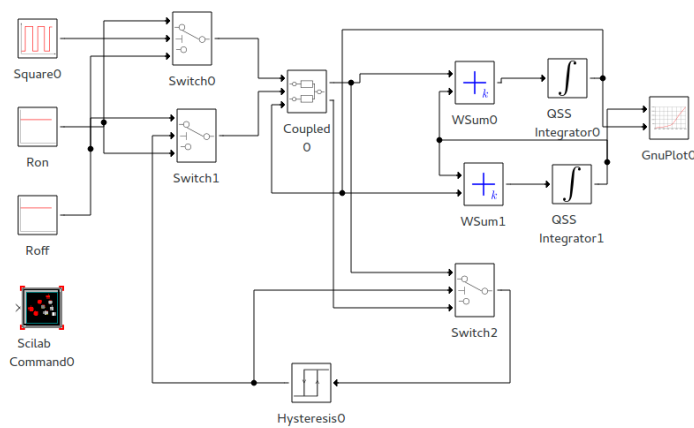 Square0
Switch0
Ron
Switch1
Roff
Scilab
Command0
Coupled
0
k
WSum0
QSS
Integrator0
GnuPlot0
k
WSum1
QSS
Integrator1
Switch2
Hysteresis0